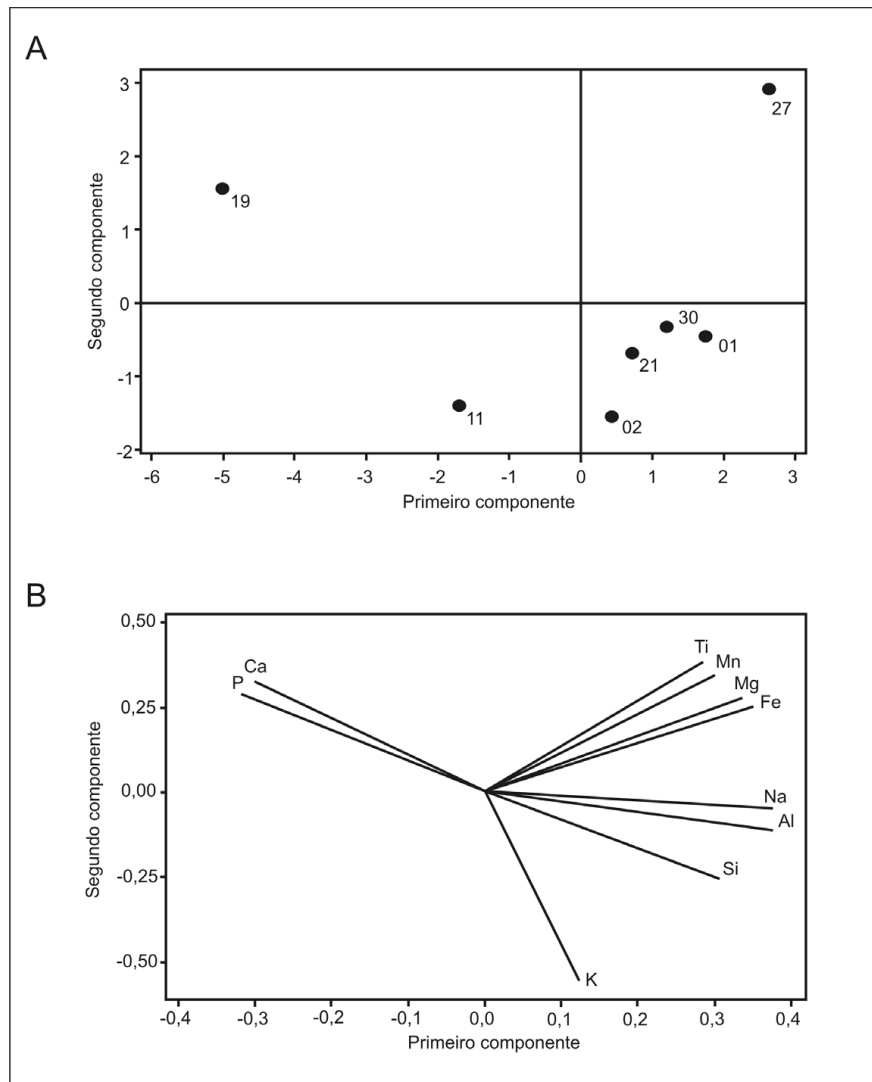 A
3
2
1
0
-1
-2
Segundo componente
27
19
30
01
21
11
02
-6 -5 -4 -3 -2 -1 0 1 2 3
Primeiro componente
B
0,50
0,25
0,00
-0,25
-0,50
Segundo componente
Ti
Mn
Ca
P
Mg
Fe
Na
Al
Si
K
-0,4 -0,3 -0,2 -0,1 0,0 0,1 0,2 0,3 0,4
Primeiro componente